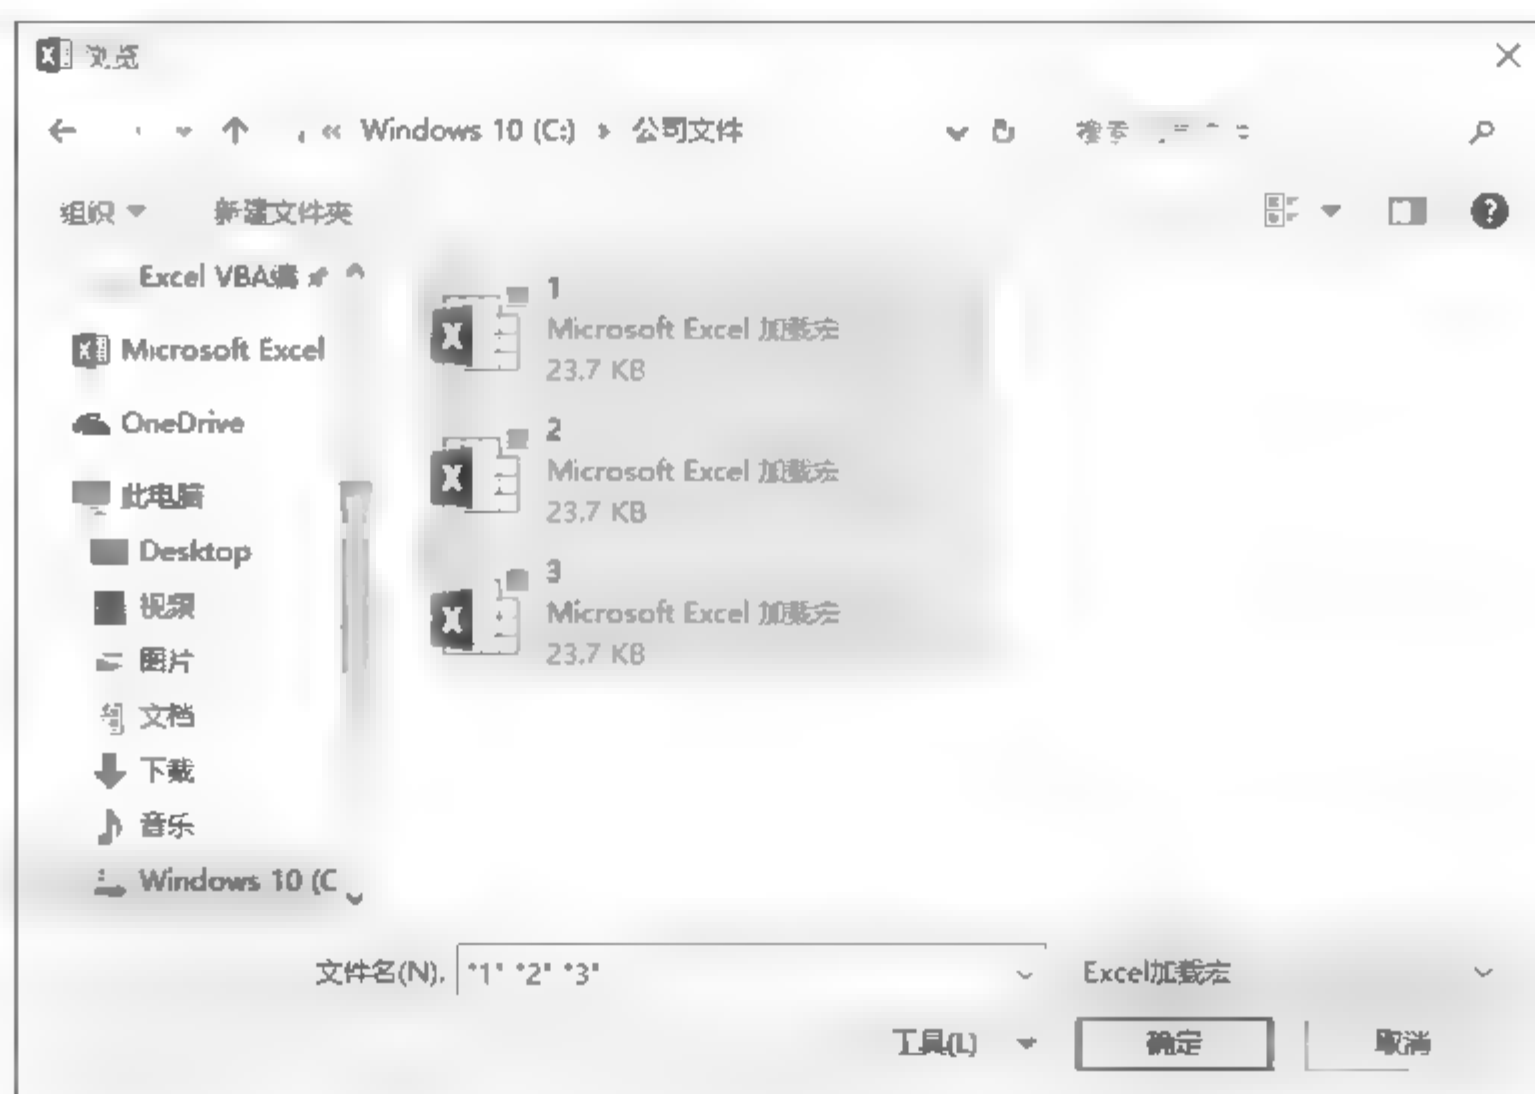 浏览
« Windows 10 (C:) › 公司文件
搜索
组织
新建文件夹
Excel VBA编
Microsoft Excel
OneDrive
此电脑
Desktop
视频
图片
文档
下载
音乐
Windows 10 (C
1
Microsoft Excel 加载宏
23.7 KB
2
Microsoft Excel 加载宏
23.7 KB
3
Microsoft Excel 加载宏
23.7 KB
文件名(N): "1" "2" "3"
Excel加载宏
工具(L)
确定
取消